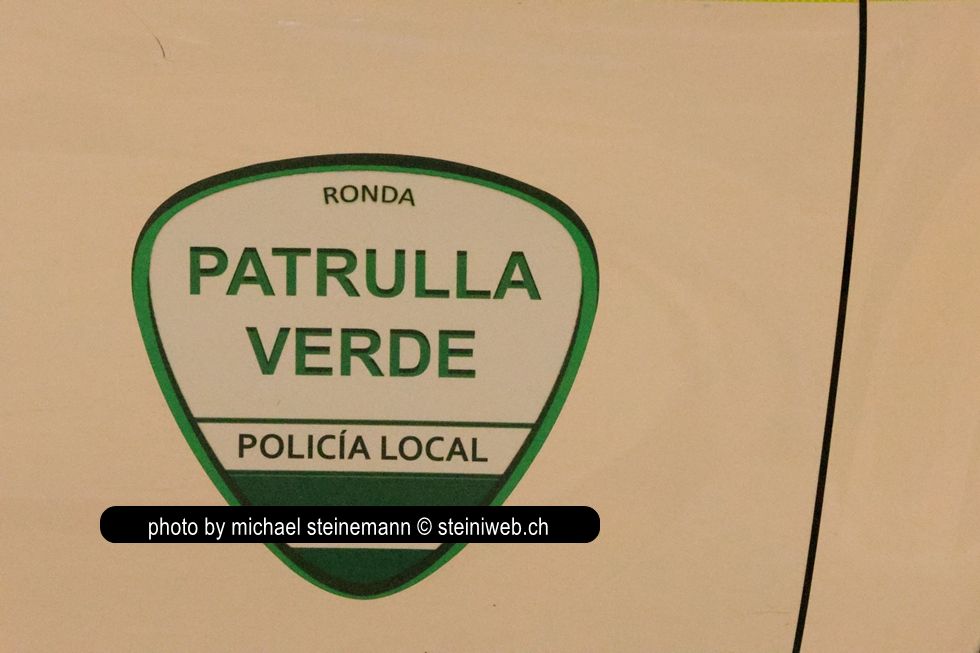 RONDA
PATRULLA
VERDE
POLICÍA LOCAL
photo by michael steinemann © steiniweb.ch